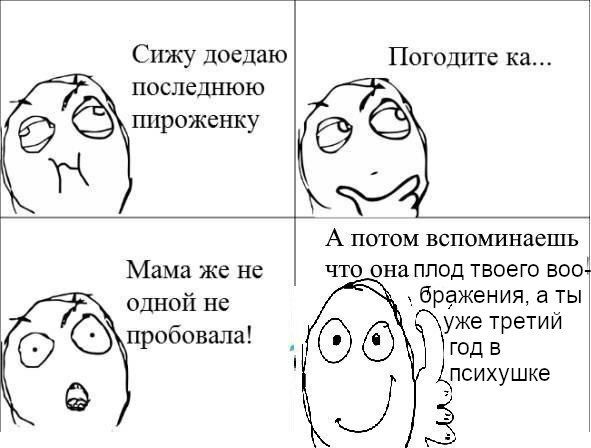 Сижу доедаю
последнюю
пироженку
Погодите ка...
Мама же не
одной не
пробовала!
А потом вспоминаешь
что она плод твоего воо-
бражения, а ты
уже третий
год в
психушке